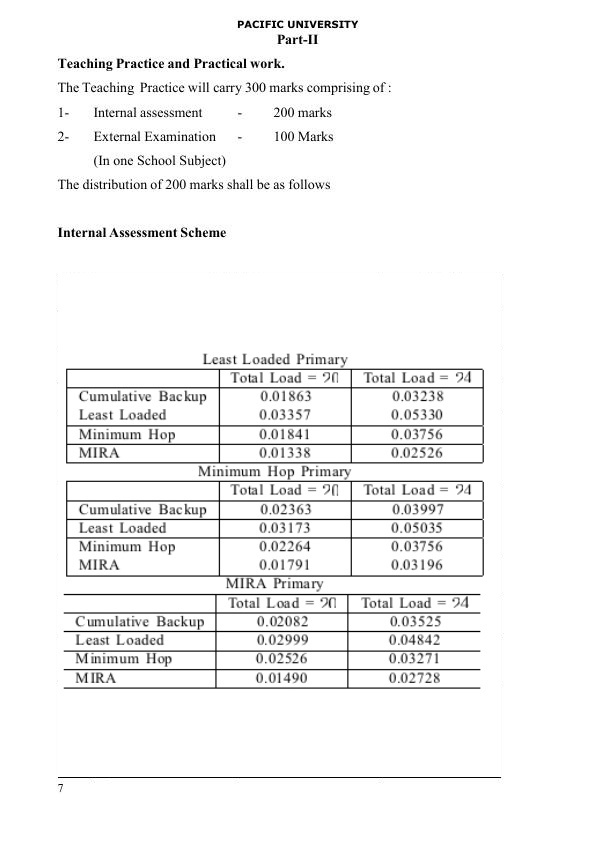 PACIFIC UNIVERSITY
Part-II
Teaching Practice and Practical work.
The Teaching Practice will carry 300 marks comprising of :
1- Internal assessment - 200 marks
2- External Examination - 100 Marks
(In one School Subject)
The distribution of 200 marks shall be as follows
Internal Assessment Scheme
Least Loaded Primary
Total Load = 20 Total Load = 24
Cumulative Backup 0.01863 0.03238
Least Loaded 0.03357 0.05330
Minimum Hop 0.01841 0.03756
MIRA 0.01338 0.02526
Minimum Hop Primary
Total Load = 20 Total Load = 24
Cumulative Backup 0.02363 0.03997
Least Loaded 0.03173 0.05035
Minimum Hop 0.02264 0.03756
MIRA 0.01791 0.03196
MIRA Primary
Total Load = 20 Total Load = 24
Cumulative Backup 0.02082 0.03525
Least Loaded 0.02999 0.04842
Minimum Hop 0.02526 0.03271
MIRA 0.01490 0.02728
7